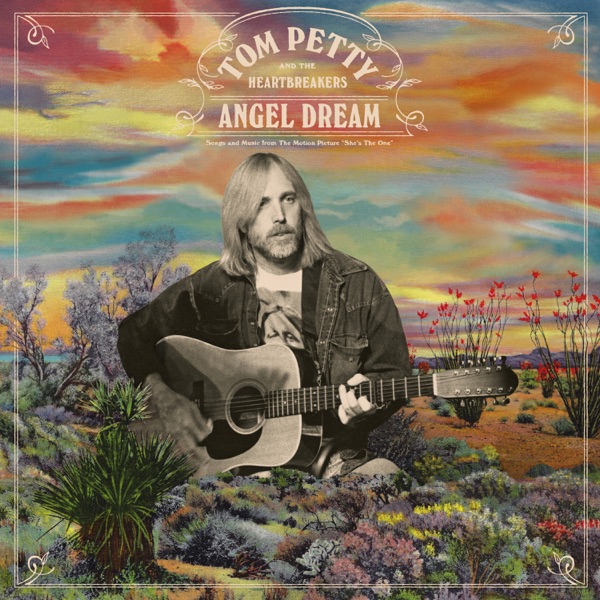 TOM PETTY
AND THE
HEARTBREAKERS
ANGEL DREAM
Songs and Music from The Motion Picture "She's The One"